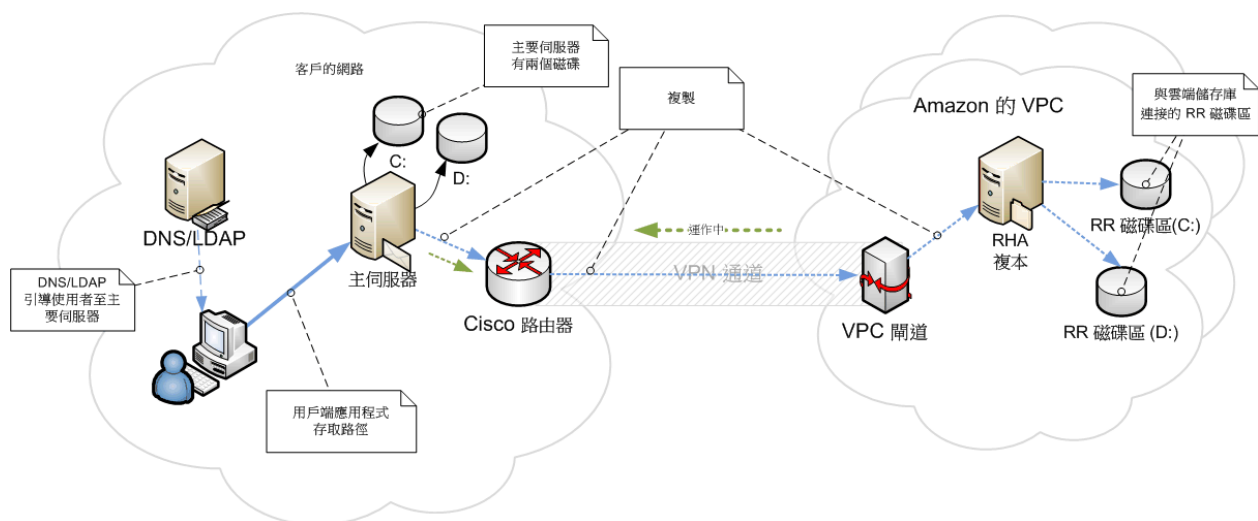 客戶的網路
主要伺服器
有兩個磁碟
複製
Amazon 的 VPC
與雲端儲存庫
連接的 RR 磁碟區
C:
D:
DNS/LDAP
主伺服器
運作中
VPN 通道
Cisco 路由器
VPC 閘道
RHA
複本
RR 磁碟區(C:)
RR 磁碟區 (D:)
DNS/LDAP
引導使用者至主
要伺服器
用戶端應用程式
存取路徑